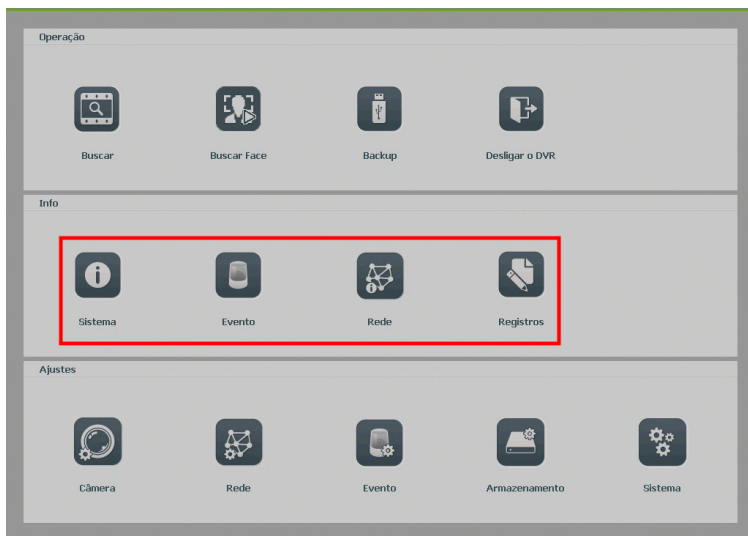 Operação
Buscar Buscar Face Backup Desligar o DVR
Info
Sistema Evento Rede Registros
Ajustes
Câmera Rede Evento Armazenamento Sistema